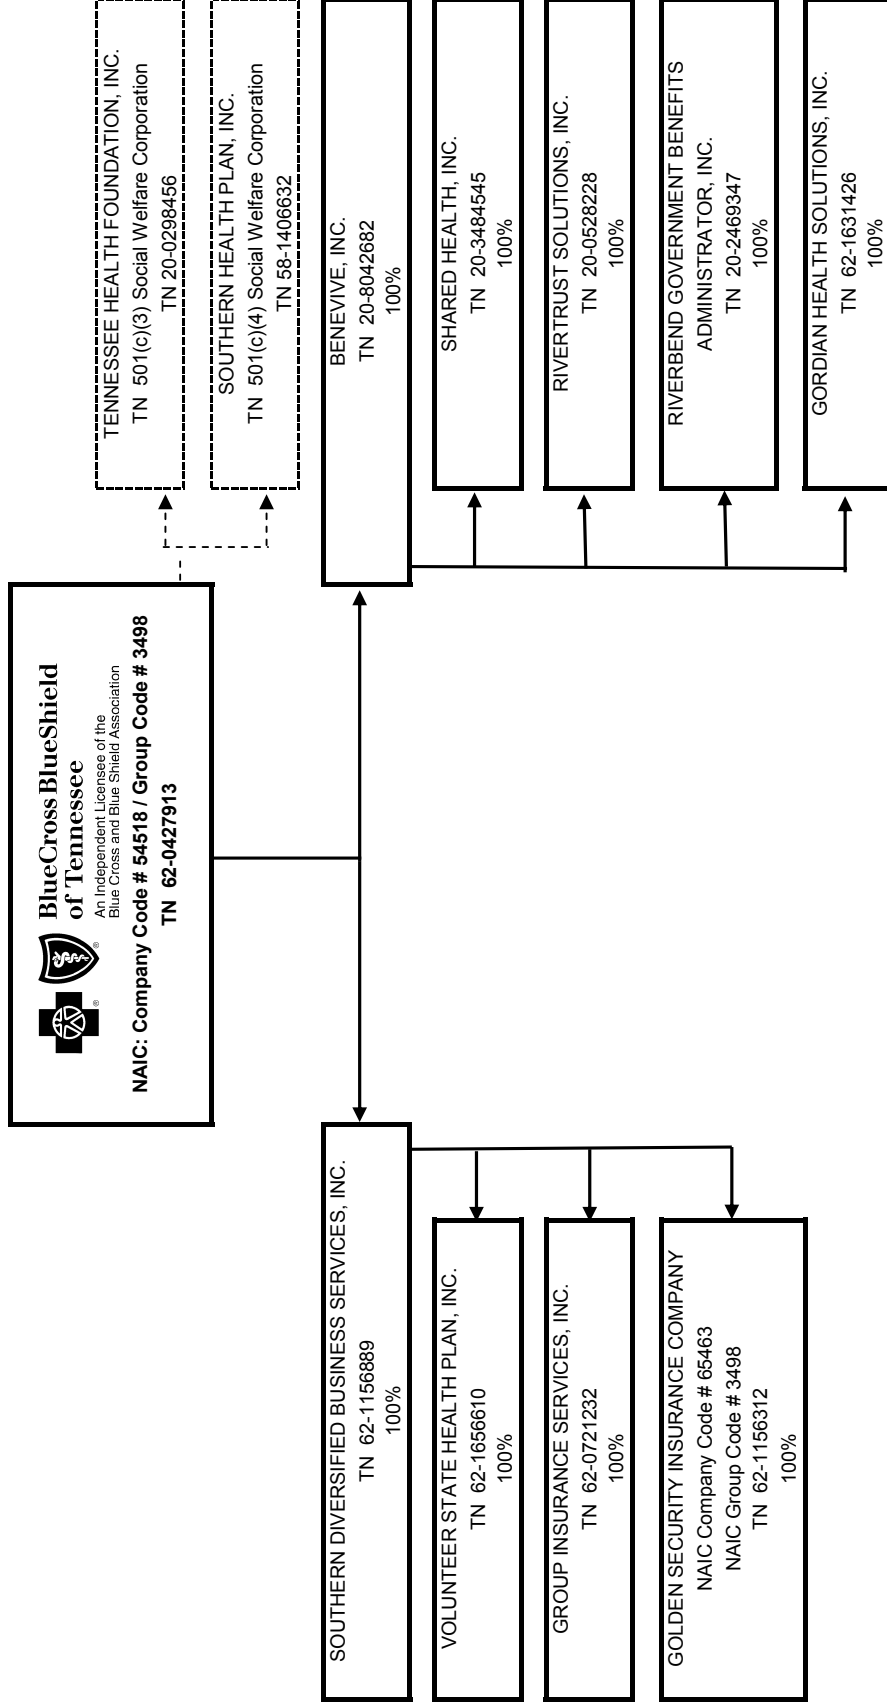 BlueCross BlueShield
of Tennessee
An Independent Licensee of the
Blue Cross and Blue Shield Association
NAIC: Company Code # 54518 / Group Code # 3498
TN 62-0427913
TENNESSEE HEALTH FOUNDATION, INC.
TN 501(c)(3) Social Welfare Corporation
TN 20-0298456
SOUTHERN HEALTH PLAN, INC.
TN 501(c)(4) Social Welfare Corporation
TN 58-1406632
SOUTHERN DIVERSIFIED BUSINESS SERVICES, INC.
TN 62-1156889
100%
VOLUNTEER STATE HEALTH PLAN, INC.
TN 62-1656610
100%
GROUP INSURANCE SERVICES, INC.
TN 62-0721232
100%
GOLDEN SECURITY INSURANCE COMPANY
NAIC Company Code # 65463
NAIC Group Code # 3498
TN 62-1156312
100%
BENEVIVE, INC.
TN 20-8042682
100%
SHARED HEALTH, INC.
TN 20-3484545
100%
RIVERTRUST SOLUTIONS, INC.
TN 20-0528228
100%
RIVERBEND GOVERNMENT BENEFITS
ADMINISTRATOR, INC.
TN 20-2469347
100%
GORDIAN HEALTH SOLUTIONS, INC.
TN 62-1631426
100%